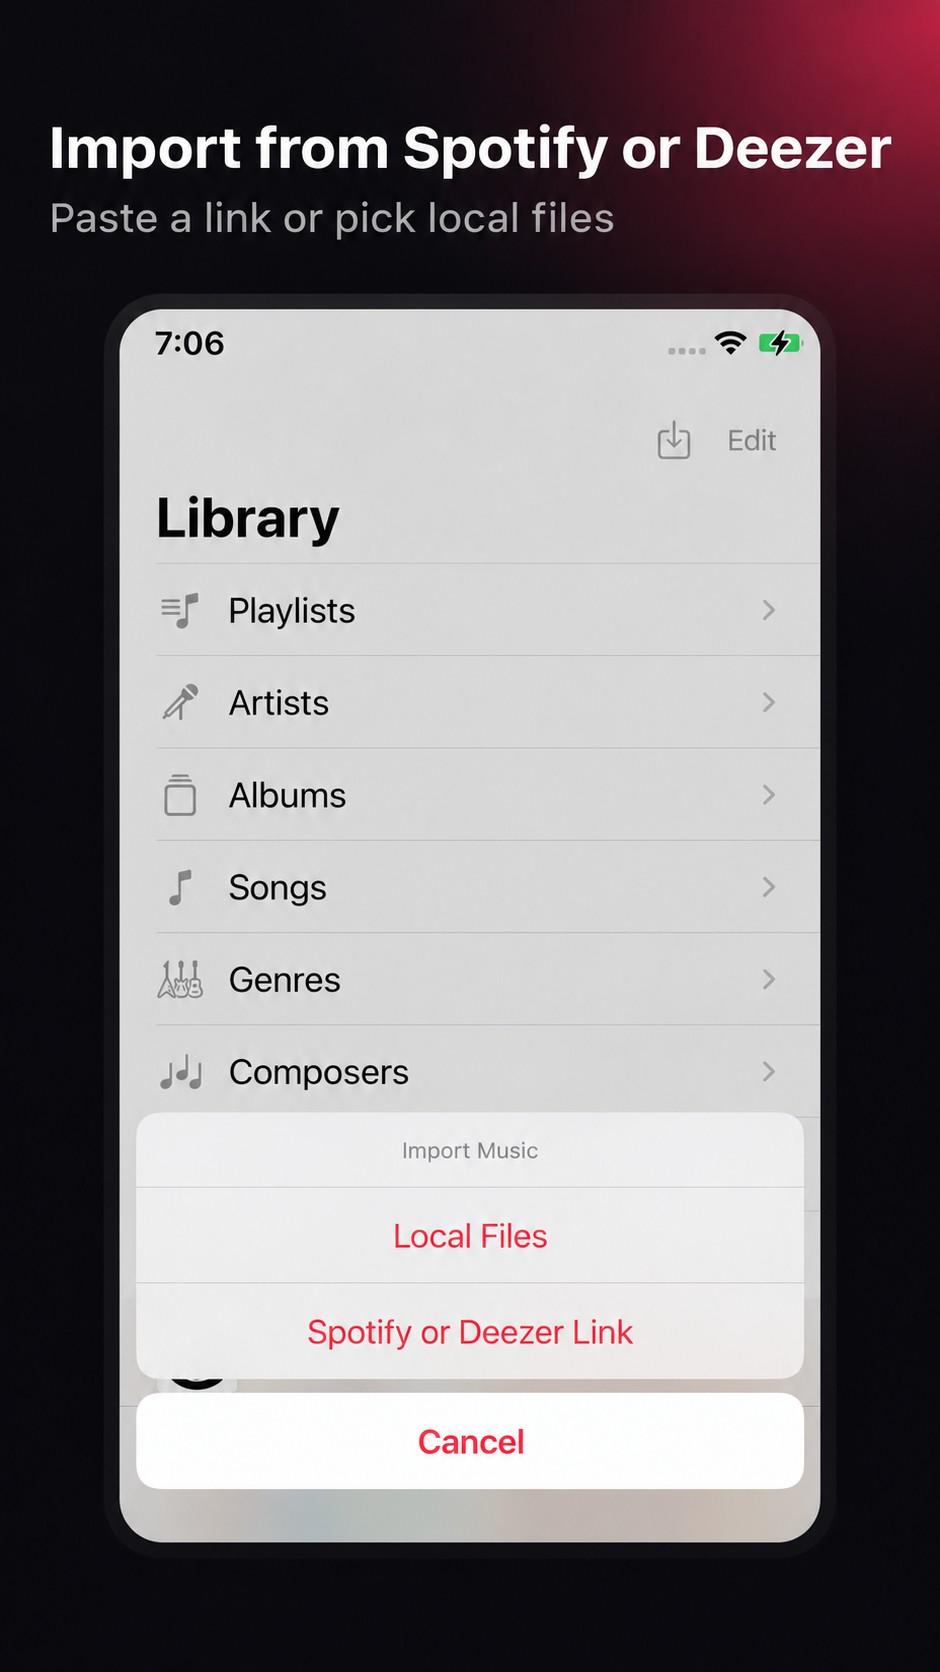 Import from Spotify or Deezer
Paste a link or pick local files
7:06
Edit
Library
Playlists
Artists
Albums
Songs
Genres
Composers
Import Music
Local Files
Spotify or Deezer Link
Cancel